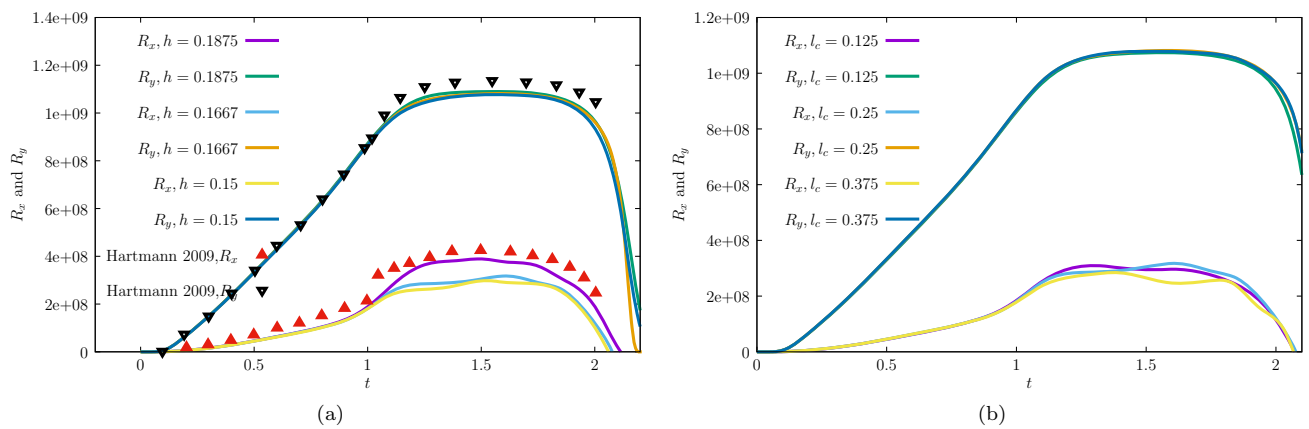 1.4e+09
1.2e+09
1e+09
8e+08
6e+08
4e+08
2e+08
0
R_x and R_y
R_x, h = 0.1875
R_y, h = 0.1875
R_x, h = 0.1667
R_y, h = 0.1667
R_x, h = 0.15
R_y, h = 0.15
Hartmann 2009,R_x
Hartmann 2009,R_y
0 0.5 1 1.5 2
t
(a)
1.2e+09
1e+09
8e+08
6e+08
4e+08
2e+08
0
R_x and R_y
R_x, l_c = 0.125
R_y, l_c = 0.125
R_x, l_c = 0.25
R_y, l_c = 0.25
R_x, l_c = 0.375
R_y, l_c = 0.375
0 0.5 1 1.5 2
t
(b)